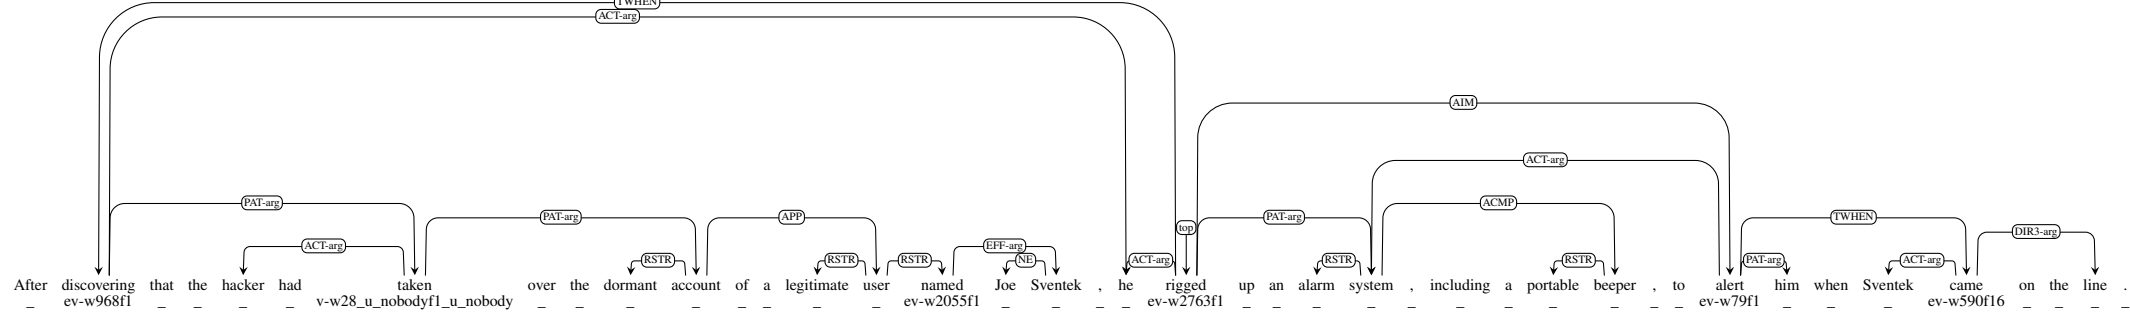 TWHEN
ACT-arg
AIM
ACT-arg
PAT-arg ACMP
PAT-arg APP PAT-arg TWHEN
top
DIR3-arg
ACT-arg EFF-arg
RSTR RSTR RSTR NE ACT-arg RSTR RSTR PAT-arg ACT-arg
After discovering that the hacker had taken over the dormant account of a legitimate user named Joe Sventek , he rigged up an alarm system , including a portable beeper , to alert him when Sventek came on the line .
_ ev-w968f1 _ _ _ _ v-w28_u_nobodyf1_u_nobody _ _ _ _ _ _ _ _ ev-w2055f1 _ _ _ _ ev-w2763f1 _ _ _ _ _ _ _ _ _ _ _ ev-w79f1 _ _ _ ev-w590f16 _ _ _ _